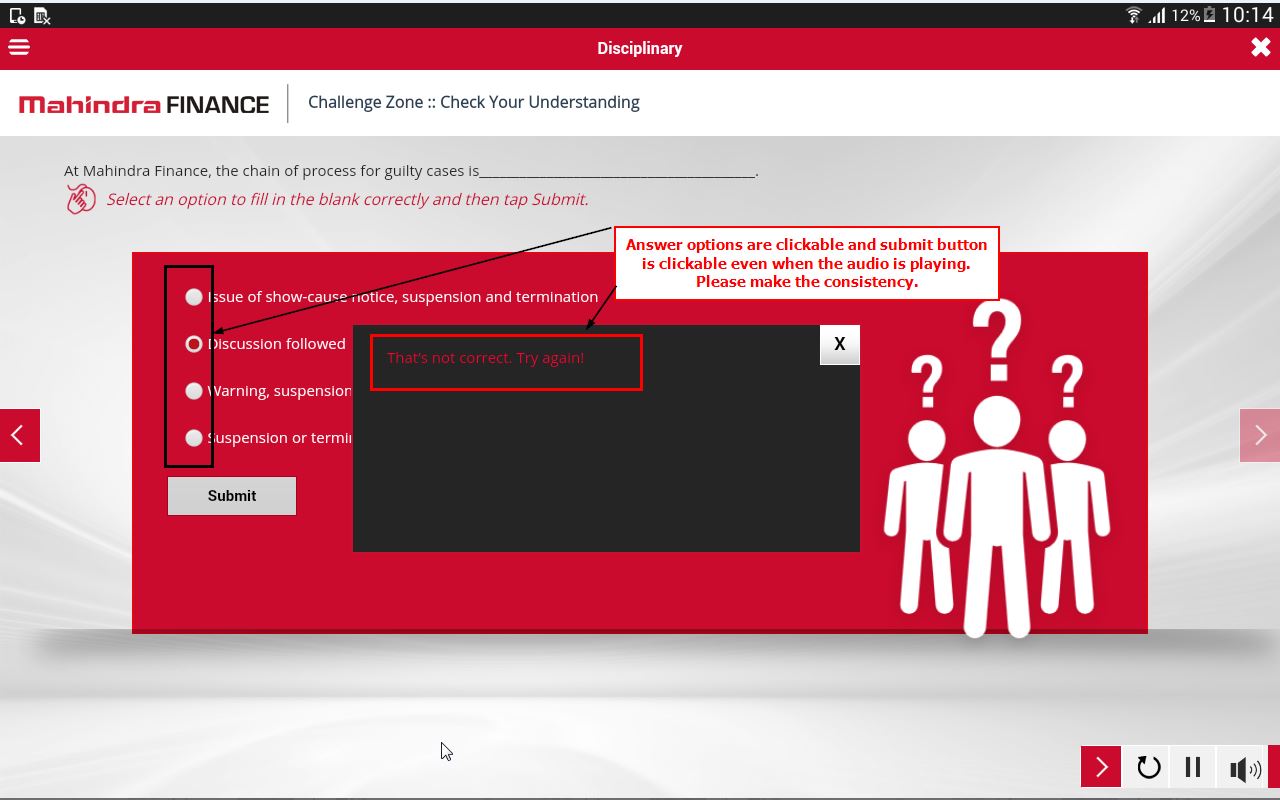 12% 10:14
Disciplinary
Mahindra FINANCE
Challenge Zone :: Check Your Understanding
At Mahindra Finance, the chain of process for guilty cases is____________________________________.
Select an option to fill in the blank correctly and then tap Submit.
Answer options are clickable and submit button
is clickable even when the audio is playing.
Please make the consistency.
Issue of show-cause notice, suspension and termination
Discussion followed
Warning, suspension
Suspension or termi
That's not correct. Try again!
X
Submit
? ? ?